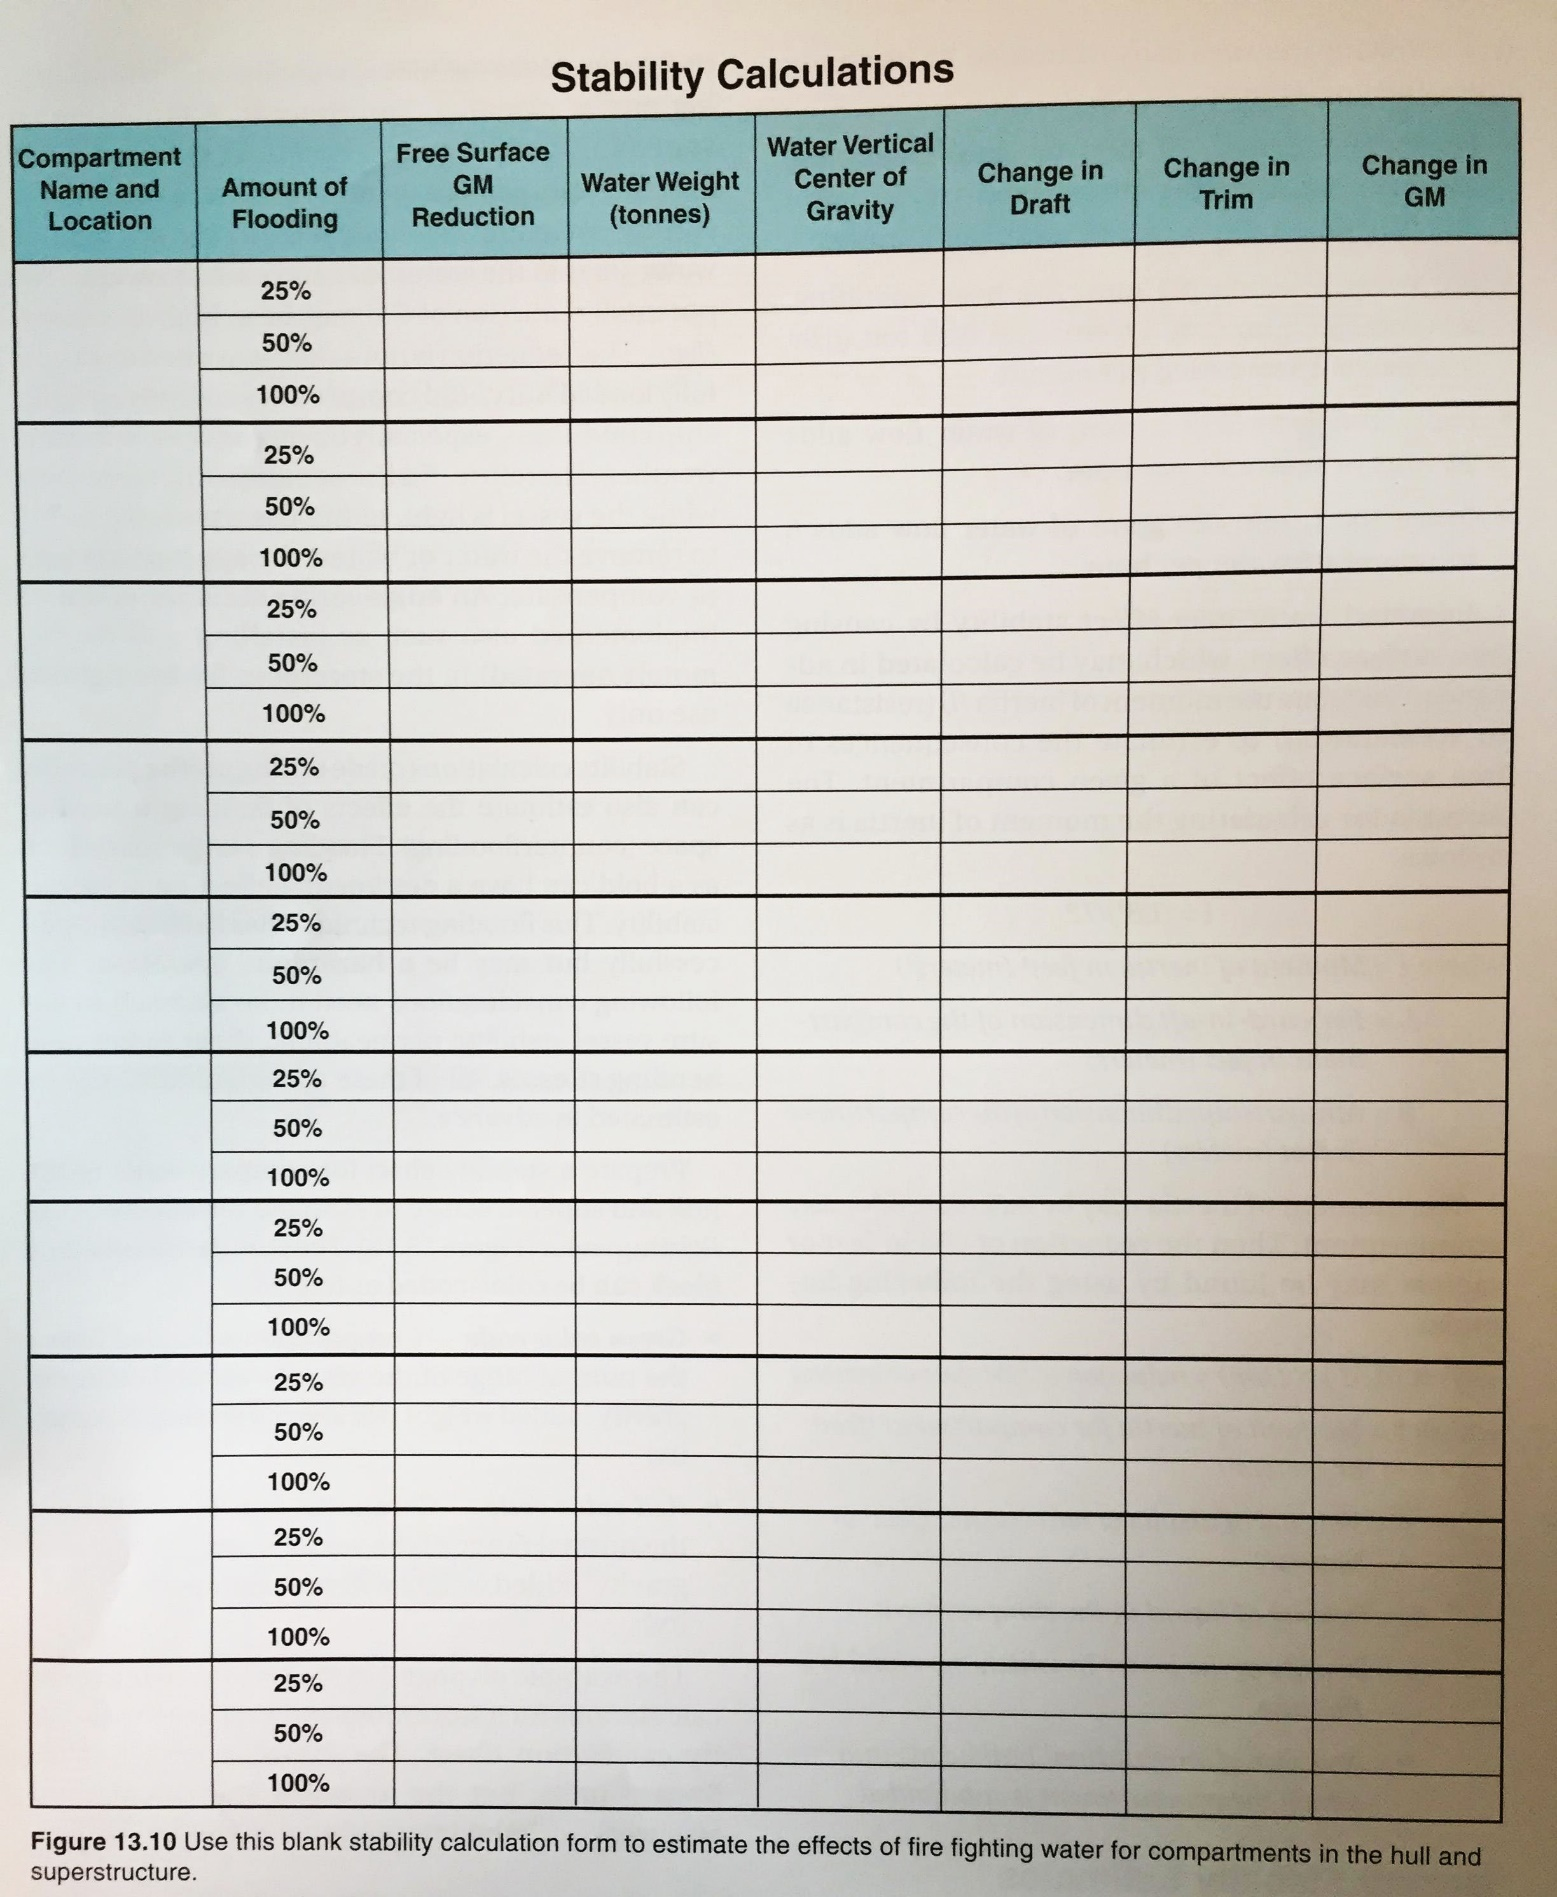 Stability Calculations
Compartment
Name and
Location
Amount of
Flooding
Free Surface
GM
Reduction
Water Weight
(tonnes)
Water Vertical
Center of
Gravity
Change in
Draft
Change in
Trim
Change in
GM
25%
50%
100%
25%
50%
100%
25%
50%
100%
25%
50%
100%
25%
50%
100%
25%
50%
100%
25%
50%
100%
25%
50%
100%
25%
50%
100%
25%
50%
100%
Figure 13.10 Use this blank stability calculation form to estimate the effects of fire fighting water for compartments in the hull and
superstructure.